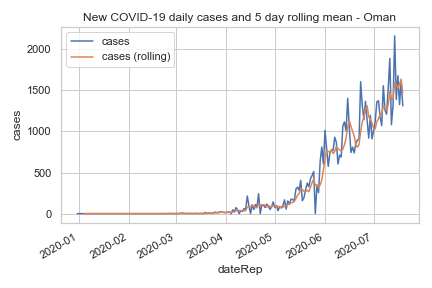 New COVID-19 daily cases and 5 day rolling mean - Oman
cases
cases (rolling)
2000
1500
1000
500
0
cases
2020-01
2020-02
2020-03
2020-04
2020-05
2020-06
2020-07
dateRep